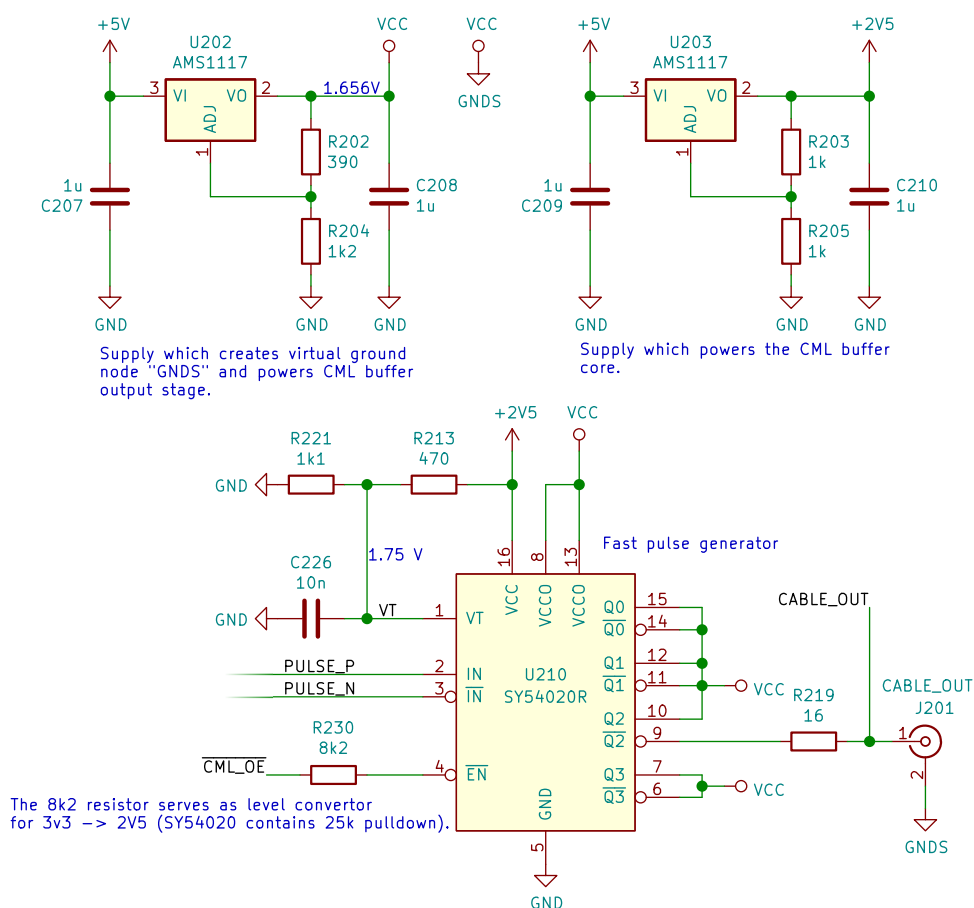 +5V
VCC
VCC
+5V
+2V5
U202
AMS1117
U203
AMS1117
3
VI
VO
2
1.656V
GNDS
3
VI
VO
2
ADJ
1
ADJ
1
R202
390
R203
1k
1u
C207
C208
1u
1u
C209
C210
1u
R204
1k2
R205
1k
GND
GND
GND
GND
GND
GND
Supply which creates virtual ground
node "GNDS" and powers CML buffer
output stage.
Supply which powers the CML buffer
core.
+2V5
VCC
R221
1k1
R213
470
GND
1.75 V
16
8
13
Fast pulse generator
C226
10n
VCC
VCCO
VCCO
GND
VT
1
VT
Q0
15
Q0
14
CABLE_OUT
PULSE_P
2
IN
Q1
12
PULSE_N
3
IN
Q1
11
VCC
U210
SY54020R
R219
16
CABLE_OUT
J201
Q2
10
Q2
9
1
2
R230
8k2
CML_OE
4
EN
Q3
7
Q3
6
VCC
The 8k2 resistor serves as level convertor
for 3v3 -> 2V5 (SY54020 contains 25k pulldown).
GND
5
GND
GNDS